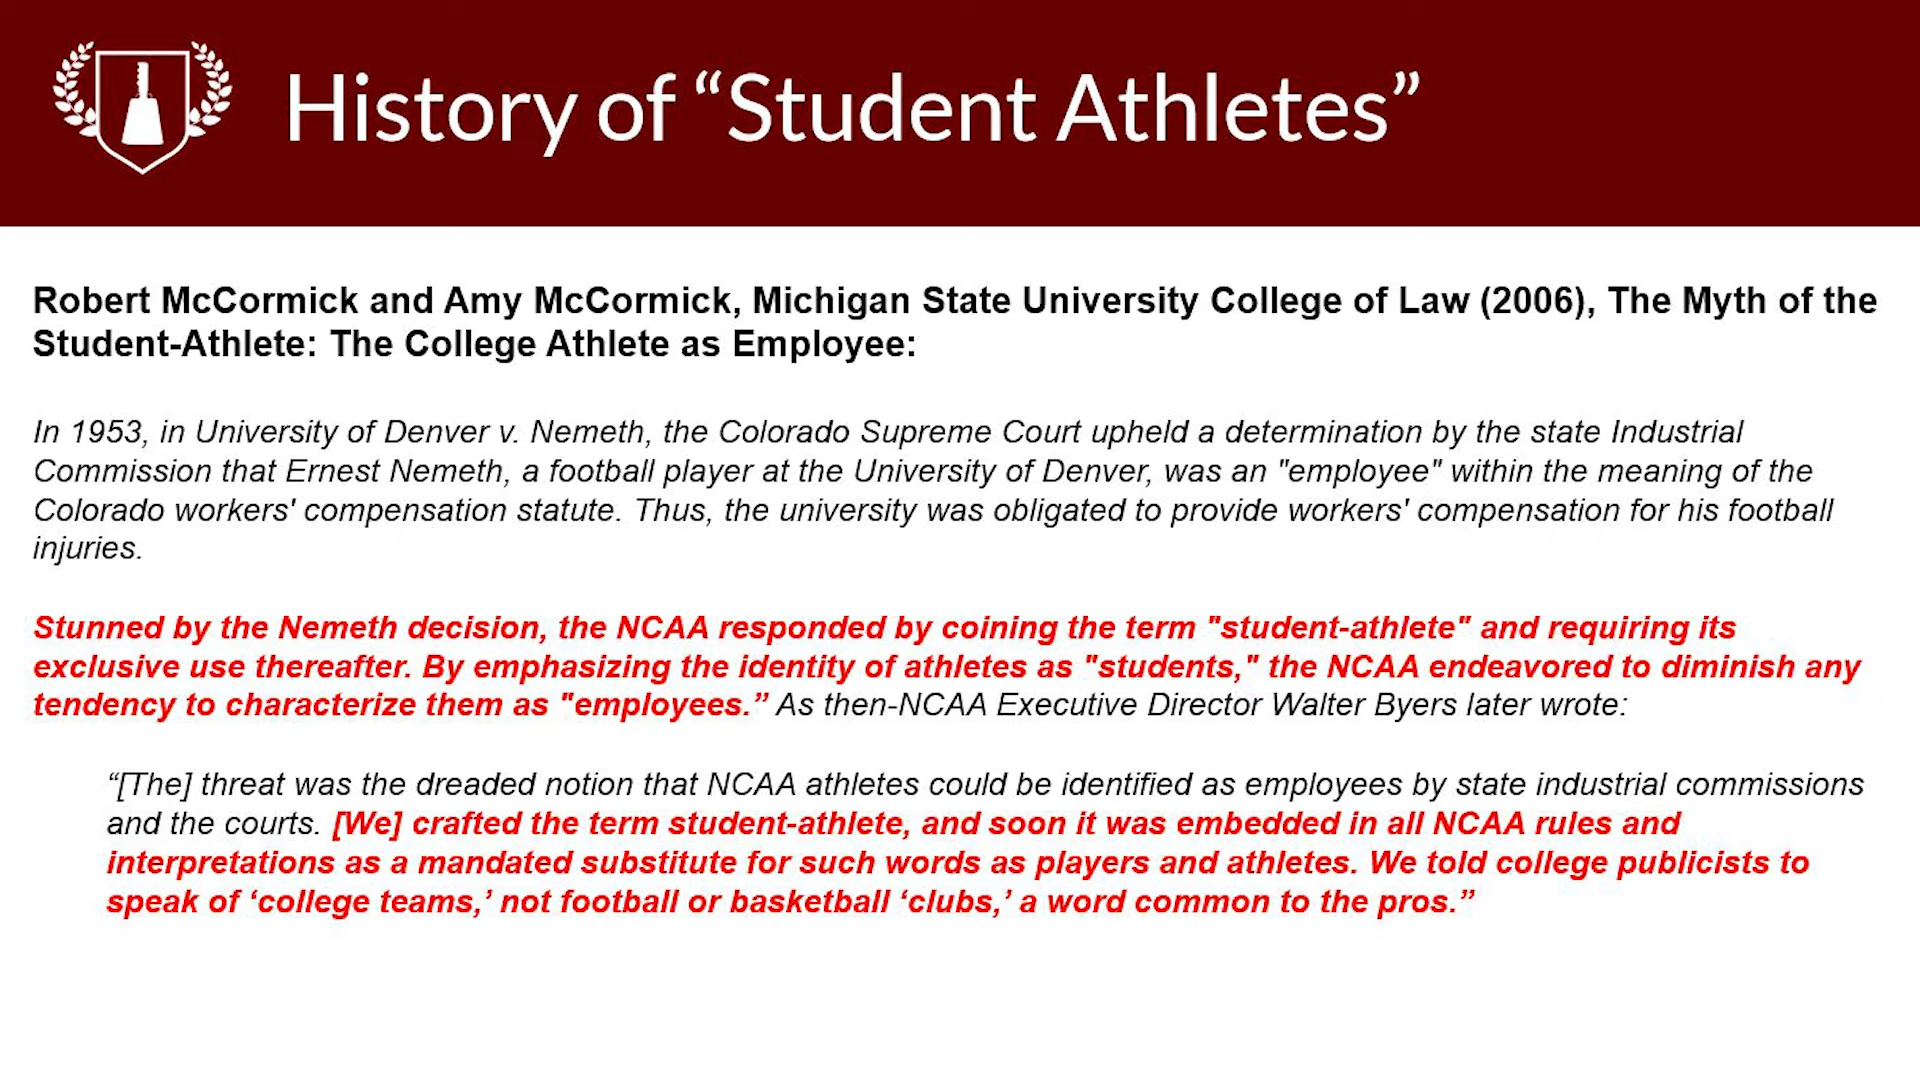 History of “Student Athletes”
Robert McCormick and Amy McCormick, Michigan State University College of Law (2006), The Myth of the
Student-Athlete: The College Athlete as Employee:
In 1953, in University of Denver v. Nemeth, the Colorado Supreme Court upheld a determination by the state Industrial
Commission that Ernest Nemeth, a football player at the University of Denver, was an "employee" within the meaning of the
Colorado workers' compensation statute. Thus, the university was obligated to provide workers' compensation for his football
injuries.
Stunned by the Nemeth decision, the NCAA responded by coining the term "student-athlete" and requiring its
exclusive use thereafter. By emphasizing the identity of athletes as "students," the NCAA endeavored to diminish any
tendency to characterize them as "employees.” As then-NCAA Executive Director Walter Byers later wrote:
“[The] threat was the dreaded notion that NCAA athletes could be identified as employees by state industrial commissions
and the courts. [We] crafted the term student-athlete, and soon it was embedded in all NCAA rules and
interpretations as a mandated substitute for such words as players and athletes. We told college publicists to
speak of ‘college teams,’ not football or basketball ‘clubs,’ a word common to the pros.”